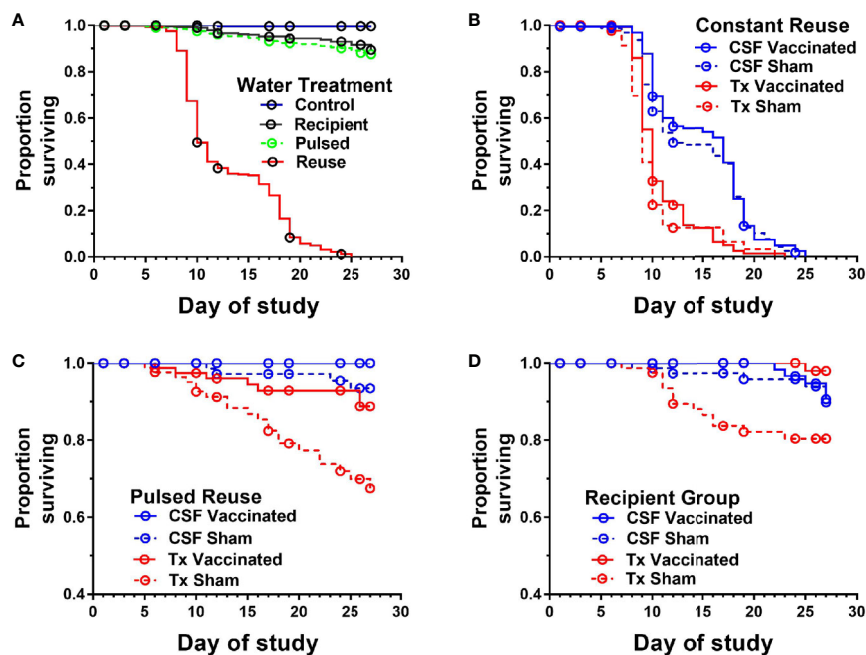 A
1.0
0.8
0.6
0.4
0.2
0.0
Proportion
surviving
Water Treatment
Control
Recipient
Pulsed
Reuse
0 5 10 15 20 25 30
Day of study
B
1.0
0.8
0.6
0.4
0.2
0.0
Proportion
surviving
Constant Reuse
CSF Vaccinated
CSF Sham
Tx Vaccinated
Tx Sham
0 5 10 15 20 25 30
Day of study
C
1.0
0.8
0.6
0.4
Proportion
surviving
Pulsed Reuse
CSF Vaccinated
CSF Sham
Tx Vaccinated
Tx Sham
0 5 10 15 20 25 30
Day of study
D
1.0
0.8
0.6
0.4
Proportion
surviving
Recipient Group
CSF Vaccinated
CSF Sham
Tx Vaccinated
Tx Sham
0 5 10 15 20 25 30
Day of study